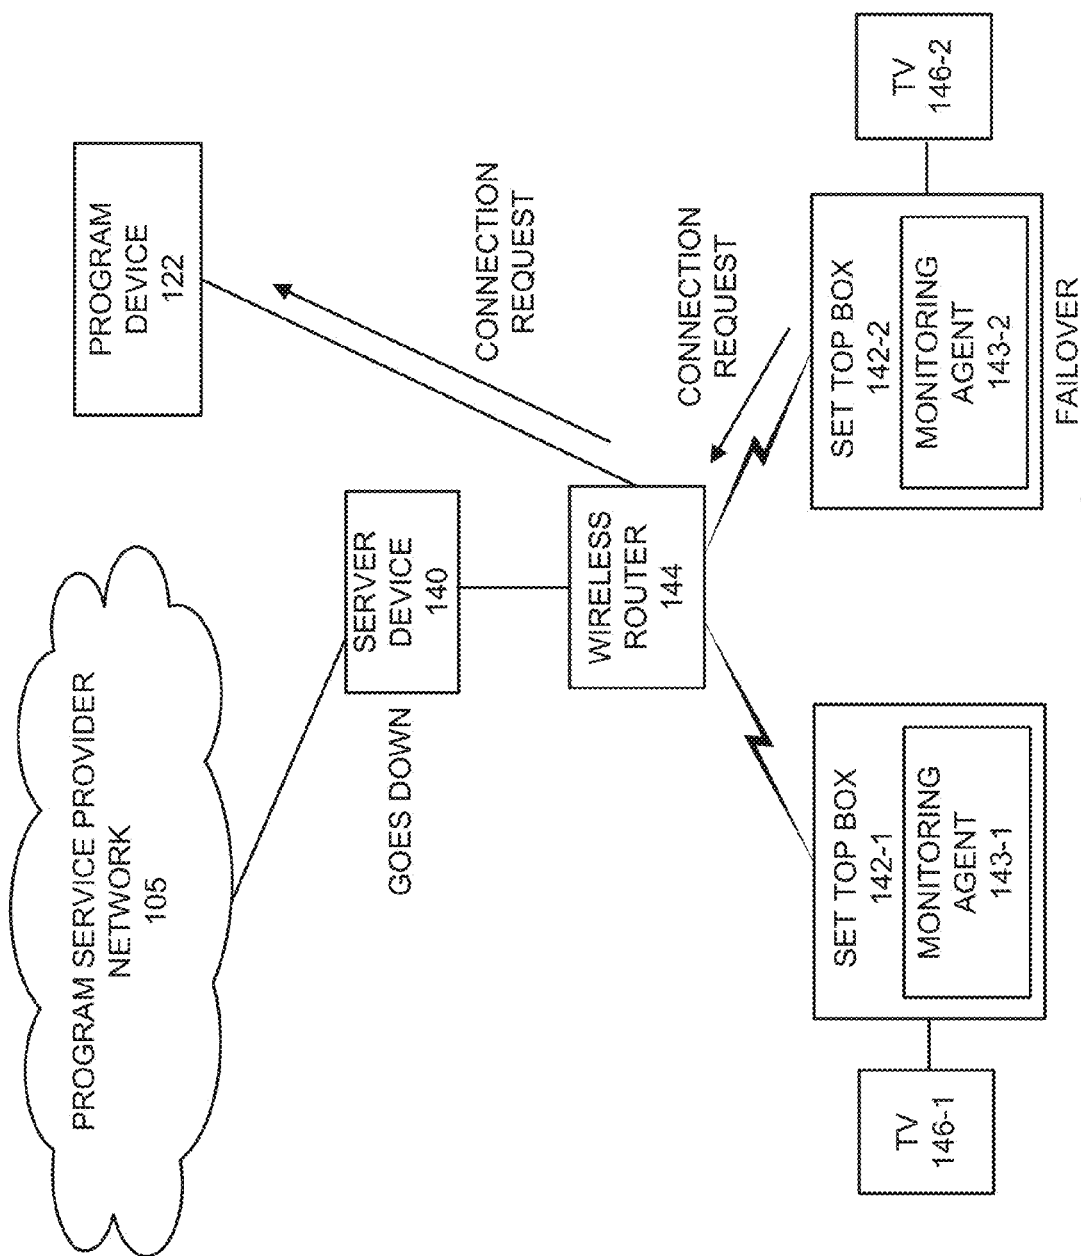 PROGRAM SERVICE PROVIDER
NETWORK
105
PROGRAM
DEVICE
122
SERVER
DEVICE
140
GOES DOWN
CONNECTION
REQUEST
WIRELESS
ROUTER
144
CONNECTION
REQUEST
TV
146-1
SET TOP BOX
142-1
MONITORING
AGENT
143-1
SET TOP BOX
142-2
MONITORING
AGENT
143-2
TV
146-2
FAILOVER